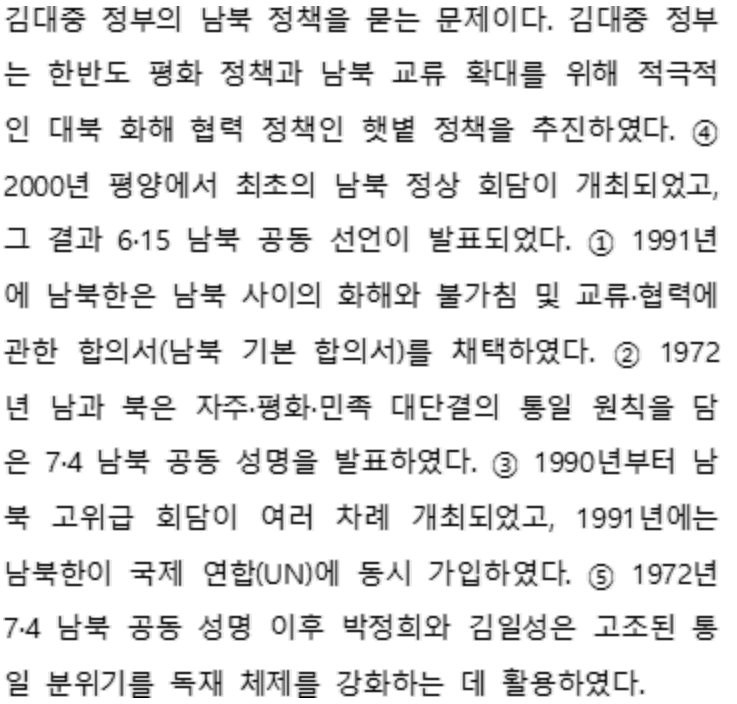 김대중 정부의 남북 정책을 묻는 문제이다. 김대중 정부
는 한반도 평화 정책과 남북 교류 확대를 위해 적극적
인 대북 화해 협력 정책인 햇볕 정책을 추진하였다. ④
2000년 평양에서 최초의 남북 정상 회담이 개최되었고,
그 결과 6·15 남북 공동 선언이 발표되었다. ① 1991년
에 남북한은 남북 사이의 화해와 불가침 및 교류·협력에
관한 합의서(남북 기본 합의서)를 채택하였다. ② 1972
년 남과 북은 자주·평화·민족 대단결의 통일 원칙을 담
은 7·4 남북 공동 성명을 발표하였다. ③ 1990년부터 남
북 고위급 회담이 여러 차례 개최되었고, 1991년에는
남북한이 국제 연합(UN)에 동시 가입하였다. ⑤ 1972년
7·4 남북 공동 성명 이후 박정희와 김일성은 고조된 통
일 분위기를 독재 체제를 강화하는 데 활용하였다.